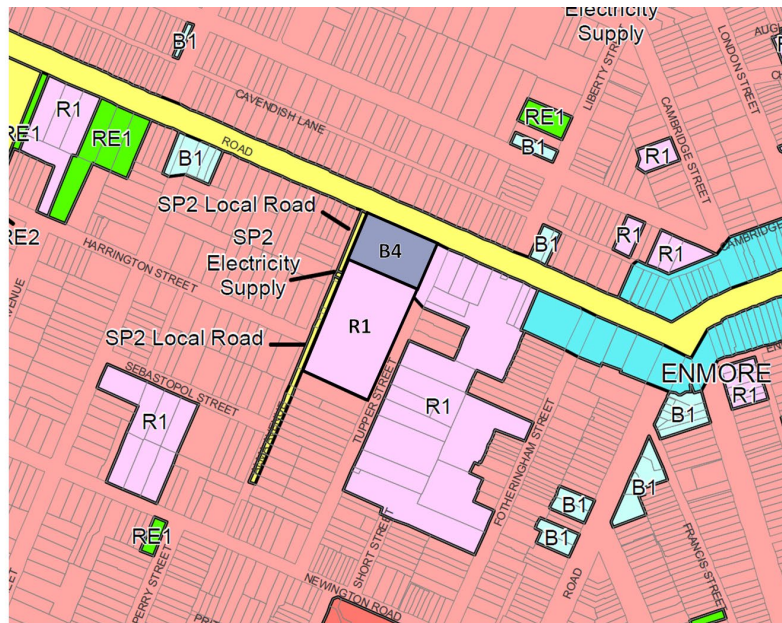 Electricity
Supply
B1
LONDON STREET
LIBERTY STREET
CAVENDISH LANE
CAMBRIDGE STREET
RE1
R1
RE1
RE1
B1
B1
R1
ROAD
SP2 Local Road
SP2
Electricity
Supply
B4
B1
R1
R1
RE2
HARRINGTON STREET
AVENUE
R1
SP2 Local Road
ENMORE
SEBASTOPOL STREET
TUPPER STREET
R1
R1
R1
B1
FOTHERINGHAM STREET
B1
B1
B1
RE1
SHORT STREET
FRANCIS STREET
PERRY STREET
NEWINGTON ROAD
ROAD